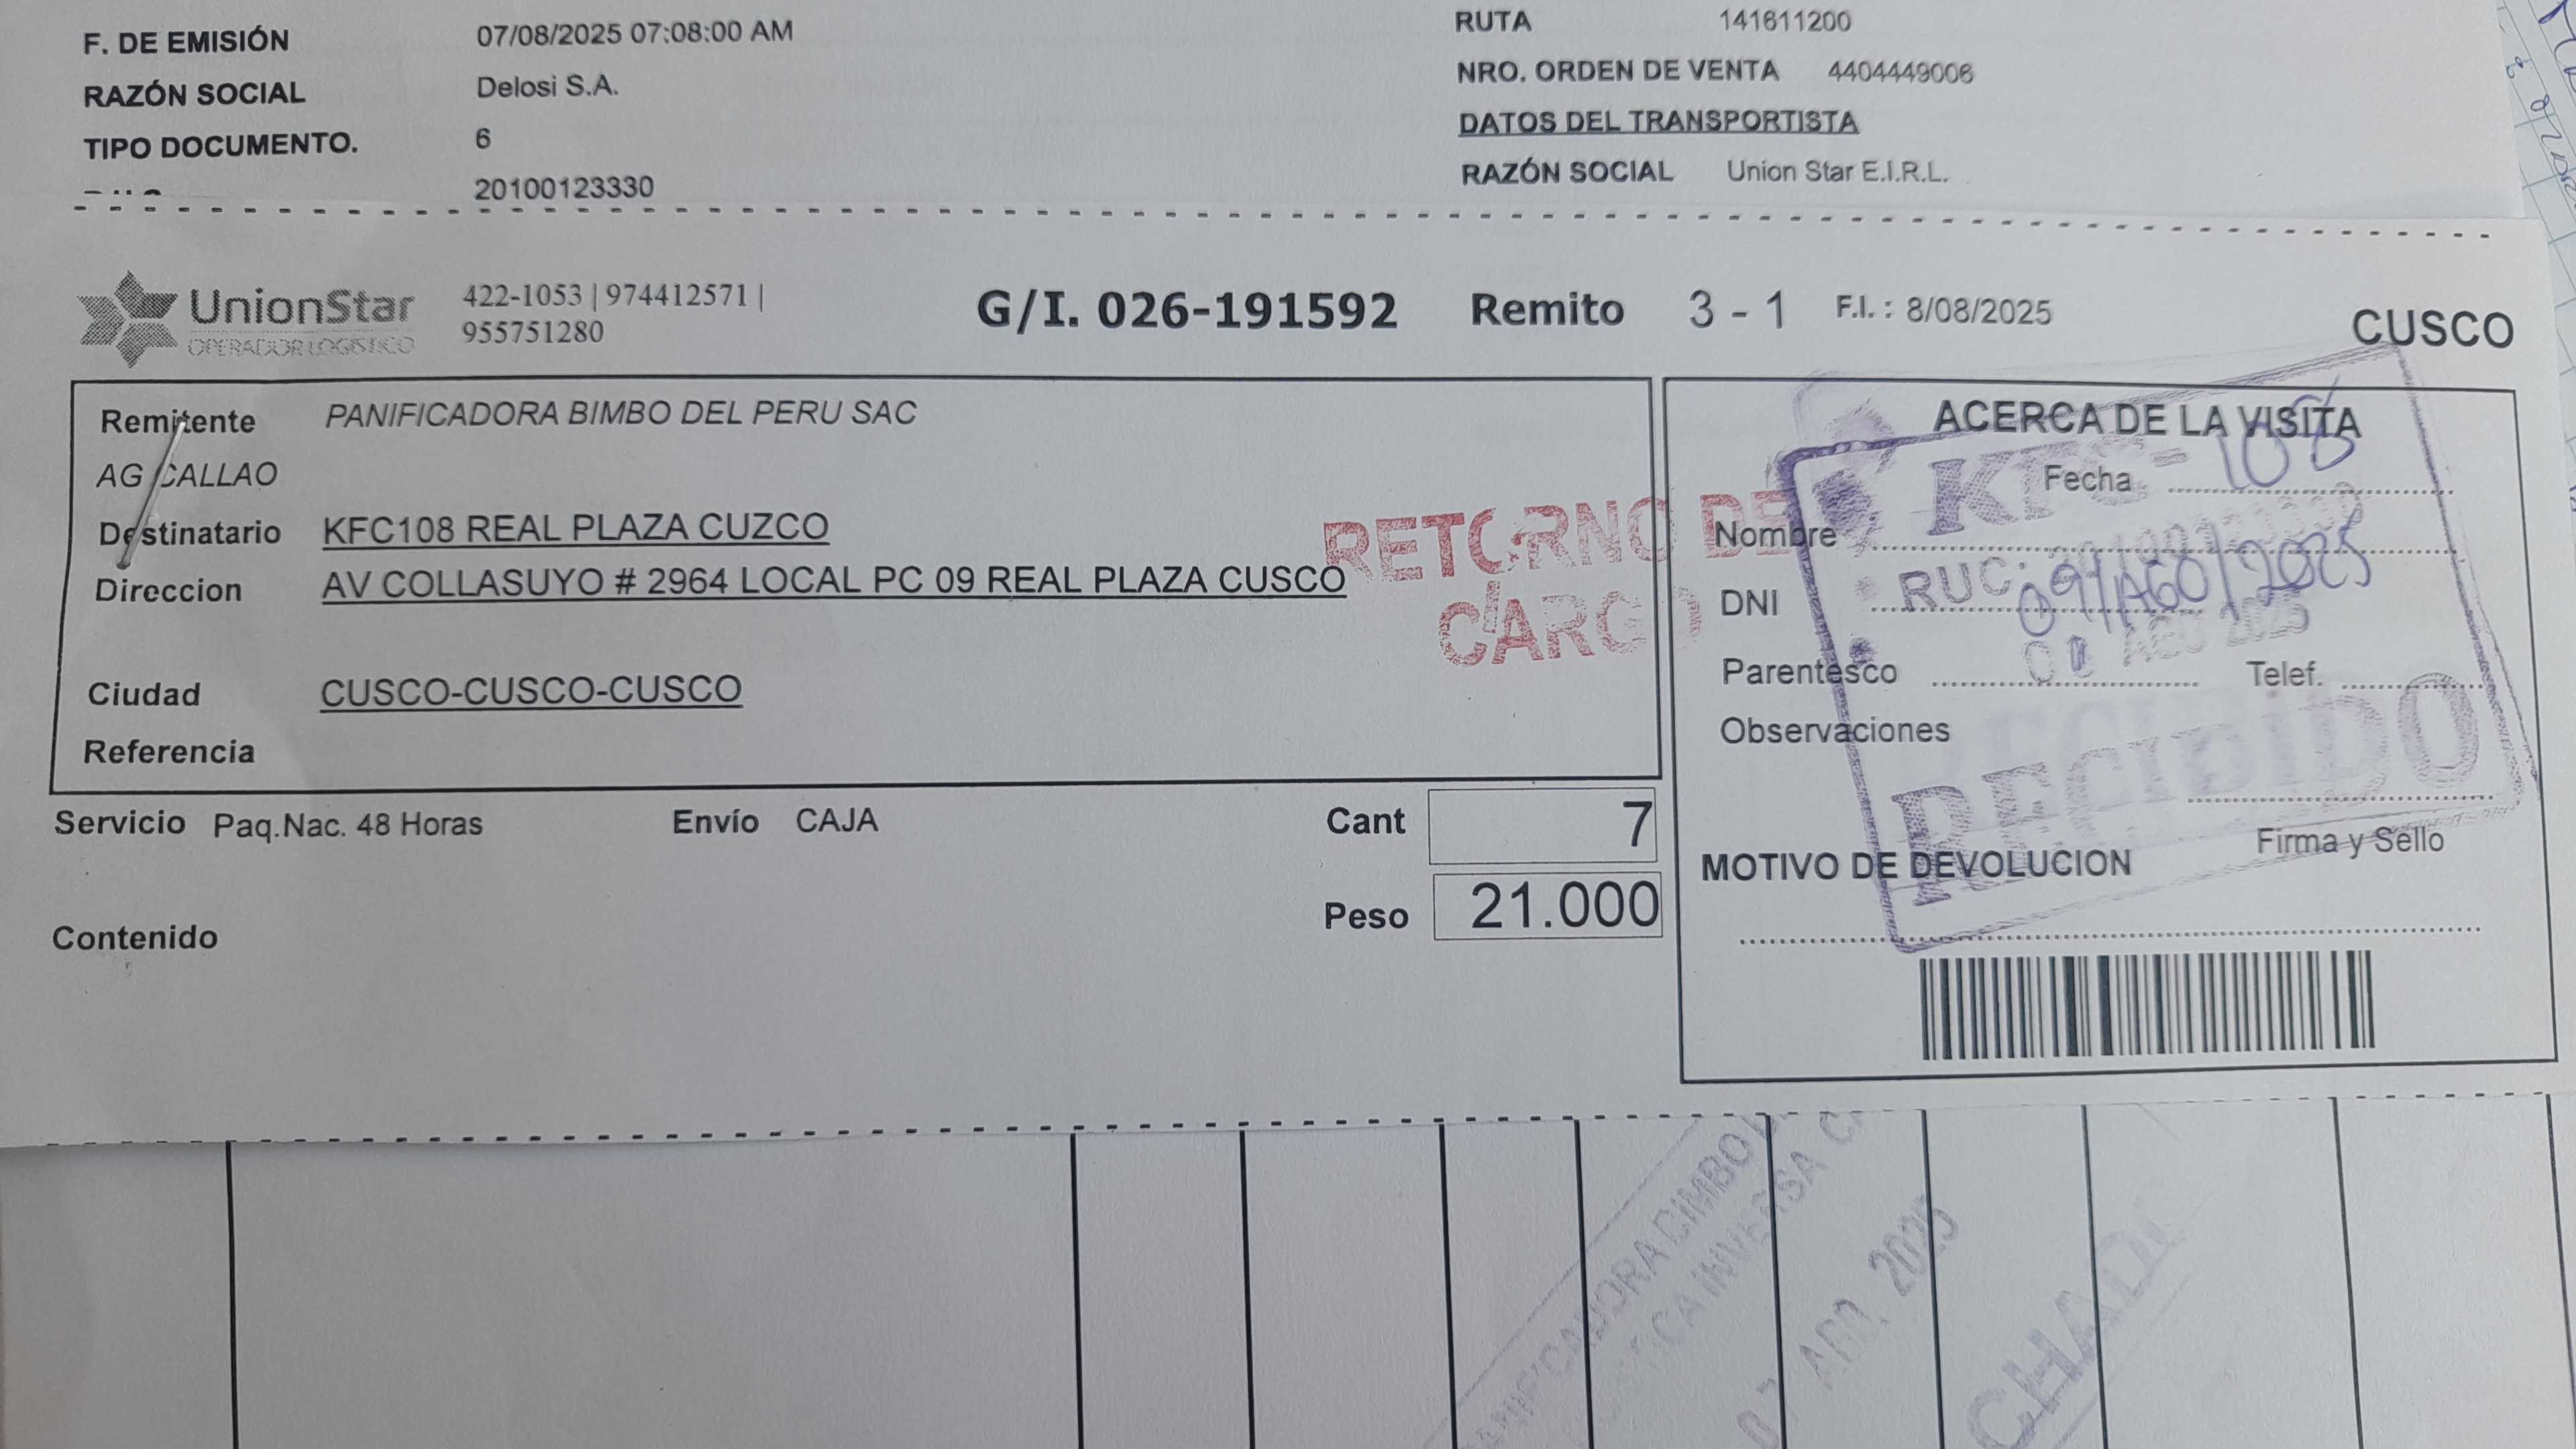 F. DE EMISIÓN 07/08/2025 07:08:00 AM
RAZÓN SOCIAL Delosi S.A.
TIPO DOCUMENTO. 6
20100123330
RUTA 141611200
NRO. ORDEN DE VENTA 4404449006
DATOS DEL TRANSPORTISTA
RAZÓN SOCIAL Union Star E.I.R.L.
UnionStar
OPERADOR LOGISTICO
422-1053 | 974412571 |
955751280
G/I. 026-191592 Remito 3 - 1 F.I. : 8/08/2025
CUSCO
Remitente PANIFICADORA BIMBO DEL PERU SAC
AG CALLAO
Destinatario KFC108 REAL PLAZA CUZCO
Direccion AV COLLASUYO # 2964 LOCAL PC 09 REAL PLAZA CUSCO
Ciudad CUSCO-CUSCO-CUSCO
Referencia
RETORNO DE
CARGO
Servicio Paq.Nac. 48 Horas Envío CAJA Cant 7
Peso 21.000
Contenido
ACERCA DE LA VISITA
Fecha
Nombre
DNI
Parentesco Telef.
Observaciones
Firma y Sello
MOTIVO DE DEVOLUCION
KFC- 108
RUC:
09/AGO/2025
AGO 2025
RECIBIDO
INVERSA
2025